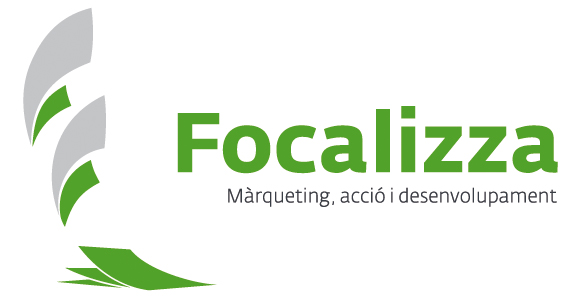 Focalizza
Màrqueting, acció i desenvolupament